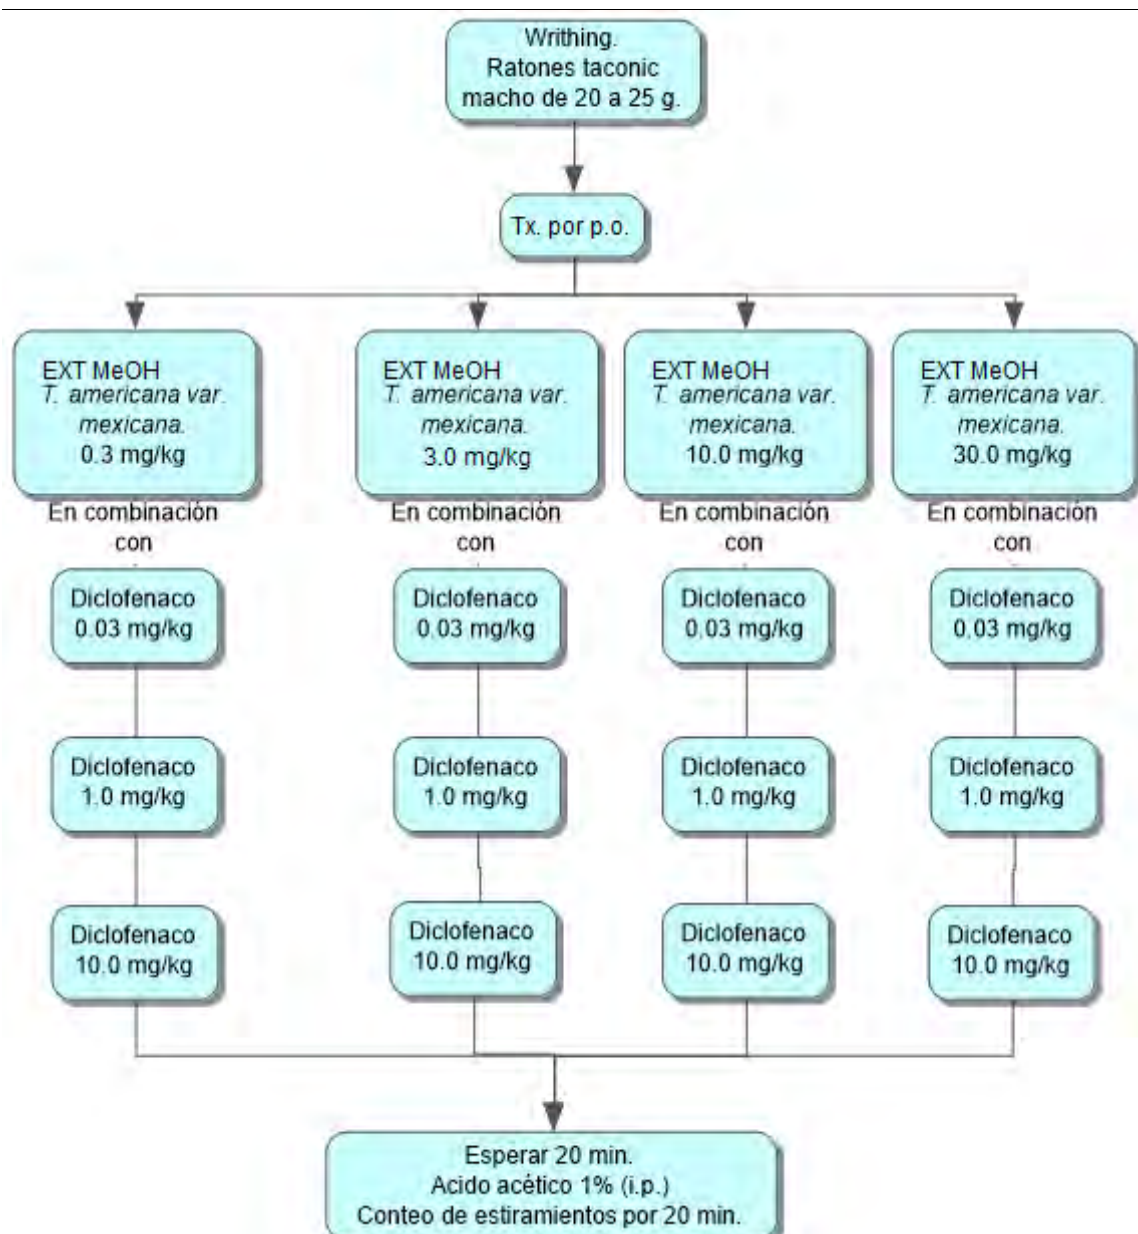 Writhing.
Ratones taconic
macho de 20 a 25 g.
Tx. por p.o.
EXT MeOH
T. americana var.
mexicana.
0.3 mg/kg
EXT MeOH
T. americana var.
mexicana.
3.0 mg/kg
EXT MeOH
T. americana var.
mexicana.
10.0 mg/kg
EXT MeOH
T. americana var.
mexicana.
30.0 mg/kg
En combinación
con
En combinación
con
En combinación
con
En combinación
con
Diclofenaco
0.03 mg/kg
Diclofenaco
0.03 mg/kg
Diclofenaco
0.03 mg/kg
Diclofenaco
0.03 mg/kg
Diclofenaco
1.0 mg/kg
Diclofenaco
1.0 mg/kg
Diclofenaco
1.0 mg/kg
Diclofenaco
1.0 mg/kg
Diclofenaco
10.0 mg/kg
Diclofenaco
10.0 mg/kg
Diclofenaco
10.0 mg/kg
Diclofenaco
10.0 mg/kg
Esperar 20 min.
Acido acético 1% (i.p.)
Conteo de estiramientos por 20 min.